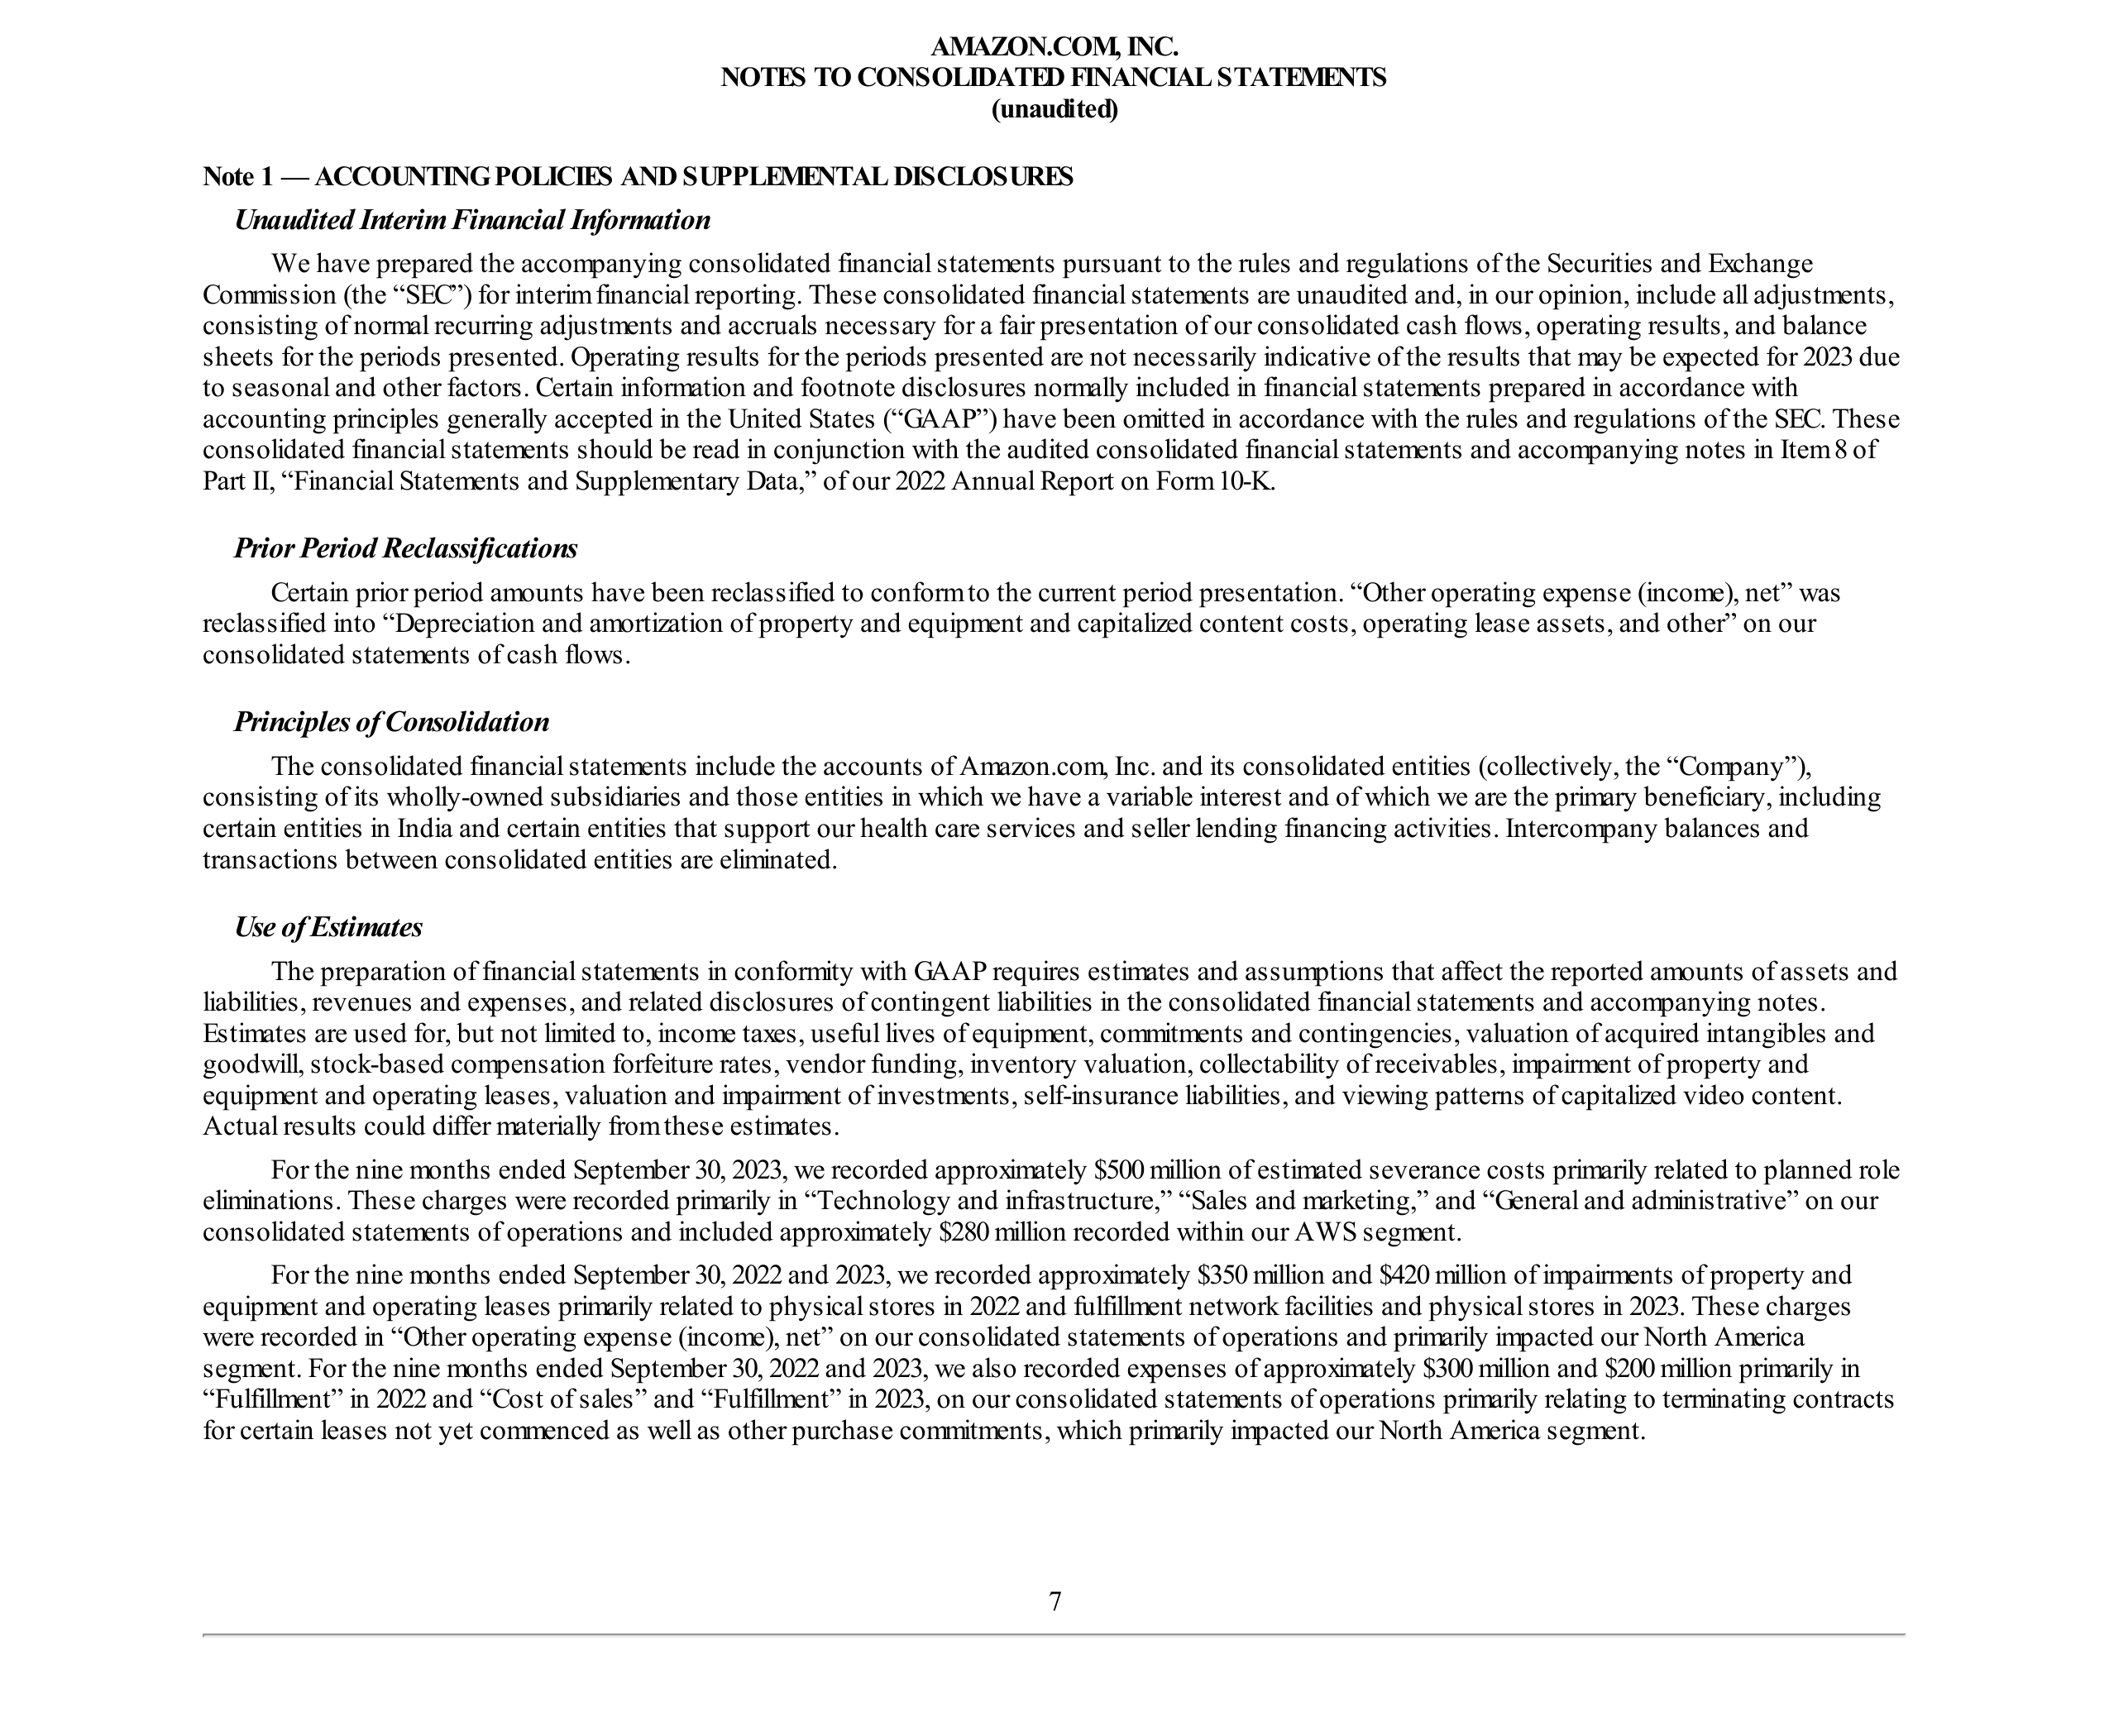 AMAZON.COM, INC.
NOTES TO CONSOLIDATED FINANCIAL STATEMENTS
(unaudited)
Note 1 — ACCOUNTING POLICIES AND SUPPLEMENTAL DISCLOSURES
Unaudited Interim Financial Information
We have prepared the accompanying consolidated financial statements pursuant to the rules and regulations of the Securities and Exchange
Commission (the “SEC”) for interim financial reporting. These consolidated financial statements are unaudited and, in our opinion, include all adjustments,
consisting of normal recurring adjustments and accruals necessary for a fair presentation of our consolidated cash flows, operating results, and balance
sheets for the periods presented. Operating results for the periods presented are not necessarily indicative of the results that may be expected for 2023 due
to seasonal and other factors. Certain information and footnote disclosures normally included in financial statements prepared in accordance with
accounting principles generally accepted in the United States (“GAAP”) have been omitted in accordance with the rules and regulations of the SEC. These
consolidated financial statements should be read in conjunction with the audited consolidated financial statements and accompanying notes in Item 8 of
Part II, “Financial Statements and Supplementary Data,” of our 2022 Annual Report on Form 10-K.
Prior Period Reclassifications
Certain prior period amounts have been reclassified to conform to the current period presentation. “Other operating expense (income), net” was
reclassified into “Depreciation and amortization of property and equipment and capitalized content costs, operating lease assets, and other” on our
consolidated statements of cash flows.
Principles of Consolidation
The consolidated financial statements include the accounts of Amazon.com, Inc. and its consolidated entities (collectively, the “Company”),
consisting of its wholly-owned subsidiaries and those entities in which we have a variable interest and of which we are the primary beneficiary, including
certain entities in India and certain entities that support our health care services and seller lending financing activities. Intercompany balances and
transactions between consolidated entities are eliminated.
Use of Estimates
The preparation of financial statements in conformity with GAAP requires estimates and assumptions that affect the reported amounts of assets and
liabilities, revenues and expenses, and related disclosures of contingent liabilities in the consolidated financial statements and accompanying notes.
Estimates are used for, but not limited to, income taxes, useful lives of equipment, commitments and contingencies, valuation of acquired intangibles and
goodwill, stock-based compensation forfeiture rates, vendor funding, inventory valuation, collectability of receivables, impairment of property and
equipment and operating leases, valuation and impairment of investments, self-insurance liabilities, and viewing patterns of capitalized video content.
Actual results could differ materially from these estimates.
For the nine months ended September 30, 2023, we recorded approximately $500 million of estimated severance costs primarily related to planned role
eliminations. These charges were recorded primarily in “Technology and infrastructure,” “Sales and marketing,” and “General and administrative” on our
consolidated statements of operations and included approximately $280 million recorded within our AWS segment.
For the nine months ended September 30, 2022 and 2023, we recorded approximately $350 million and $420 million of impairments of property and
equipment and operating leases primarily related to physical stores in 2022 and fulfillment network facilities and physical stores in 2023. These charges
were recorded in “Other operating expense (income), net” on our consolidated statements of operations and primarily impacted our North America
segment. For the nine months ended September 30, 2022 and 2023, we also recorded expenses of approximately $300 million and $200 million primarily in
“Fulfillment” in 2022 and “Cost of sales” and “Fulfillment” in 2023, on our consolidated statements of operations primarily relating to terminating contracts
for certain leases not yet commenced as well as other purchase commitments, which primarily impacted our North America segment.
7